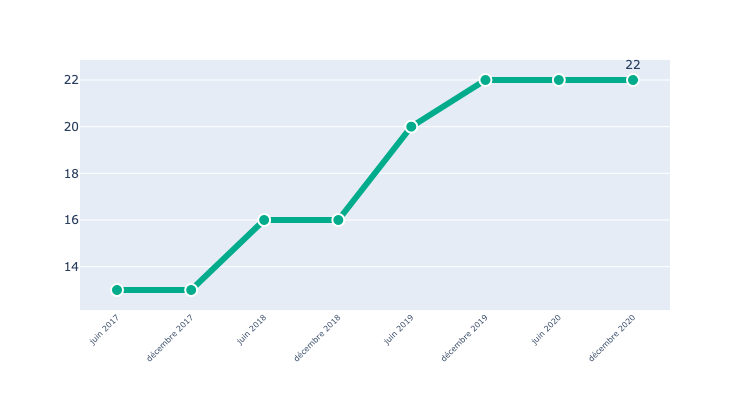 22
22
20
18
16
14
juin 2017
décembre 2017
juin 2018
décembre 2018
juin 2019
décembre 2019
juin 2020
décembre 2020